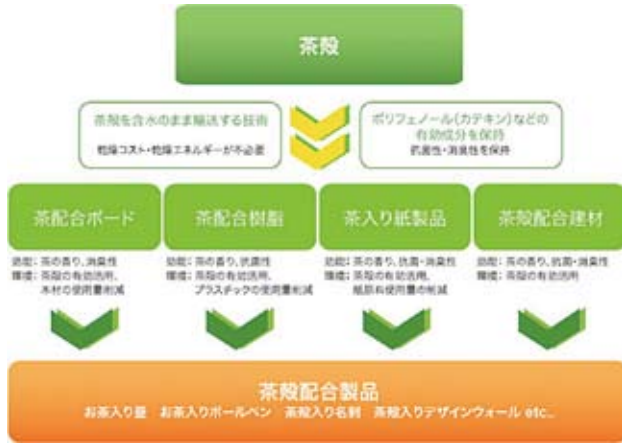 茶殻
茶殻を含水のまま輸送する技術
乾燥コスト・乾燥エネルギーが不必要
ポリフェノール(カテキン)などの
有効成分を保持
抗菌性・消臭性を保持
茶配合ボード
茶配合樹脂
茶入り紙製品
茶殻配合建材
効能:茶の香り、消臭性
環境:茶殻の有効活用、
木材の使用量削減
効能:茶の香り、抗菌性
環境:茶殻の有効活用、
プラスチックの使用量削減
効能:茶の香り、抗菌・消臭性
環境:茶殻の有効活用、
紙原料使用量の削減
効能:茶の香り、抗菌・消臭性
環境:茶殻の有効活用
茶殻配合製品
お茶入り畳 お茶入りボールペン 茶殻入り名刺 茶殻入りデザインウォール etc...